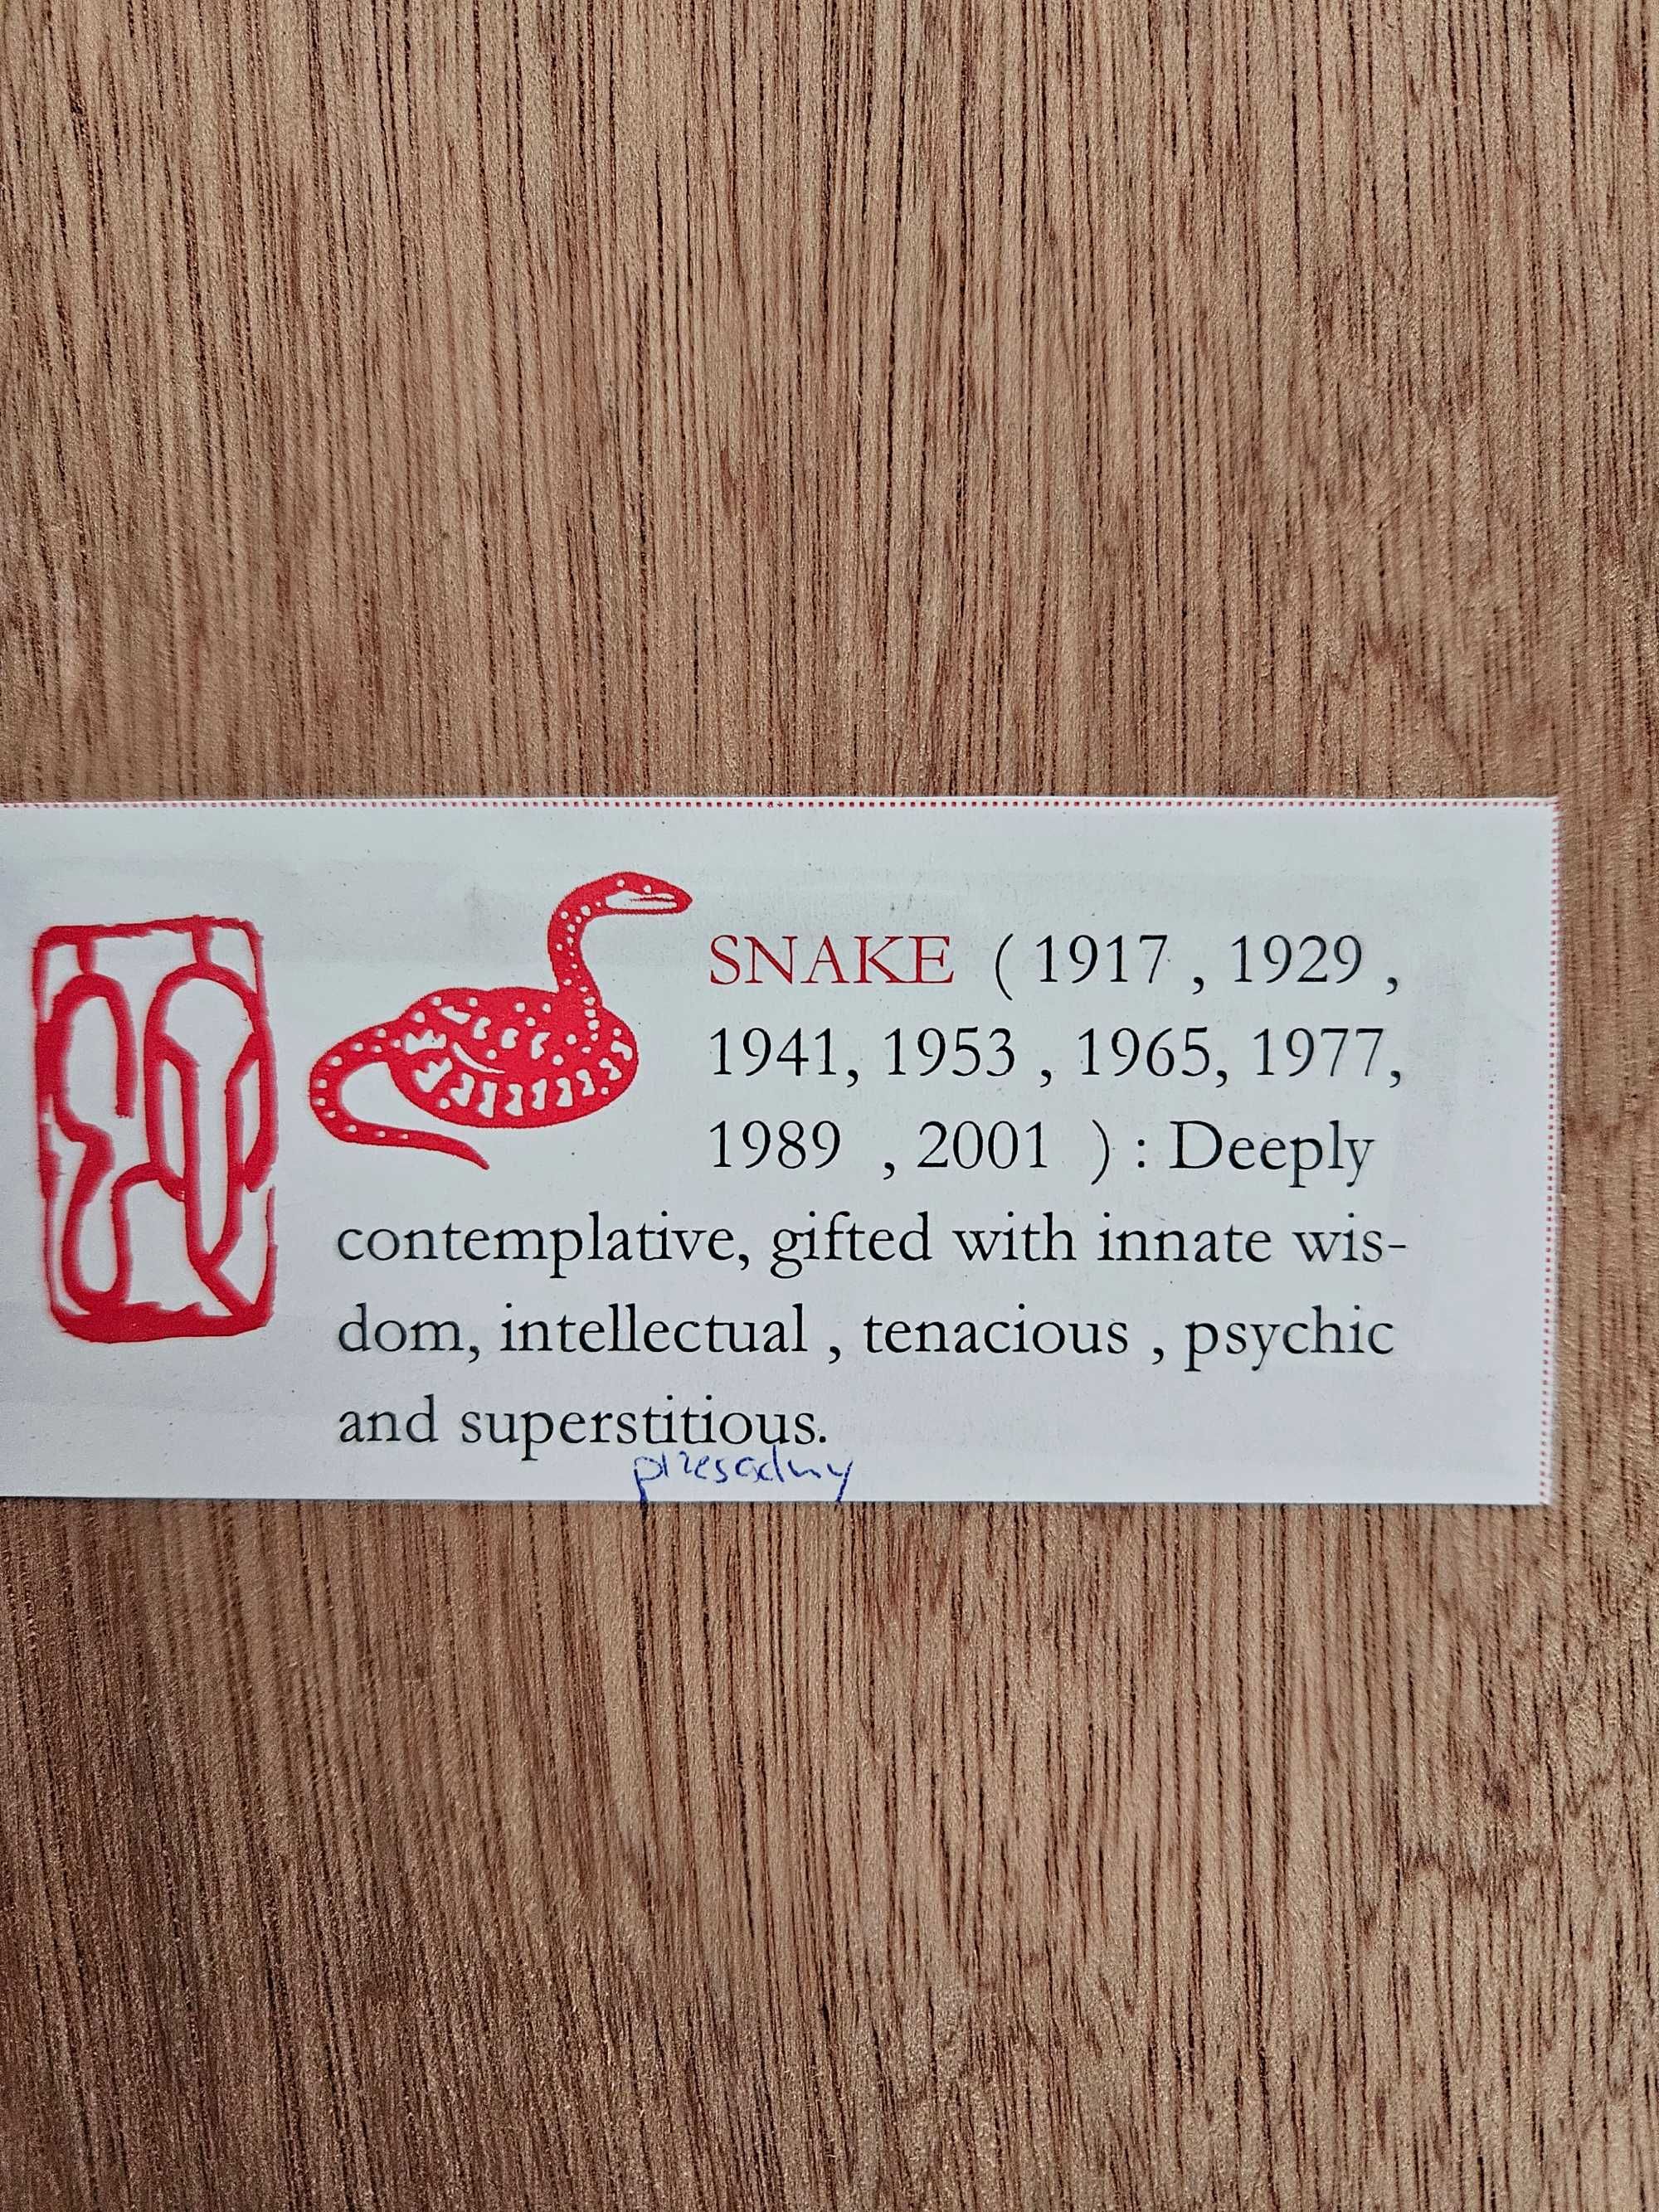 SNAKE ( 1917 , 1929 ,
1941, 1953 , 1965, 1977,
1989 , 2001 ) : Deeply
contemplative, gifted with innate wis-
dom, intellectual , tenacious , psychic
and superstitious.
przesadny